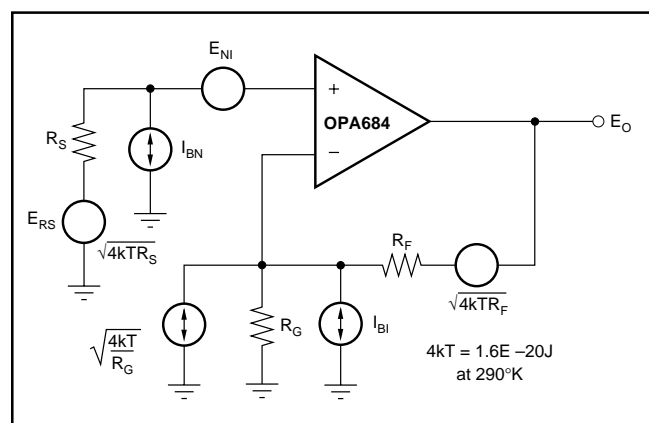 E_NI
+
OPA684
−
E_O
R_S
I_BN
E_RS
√4kTR_S
R_F
√4kTR_F
√4kT/R_G
R_G
I_BI
4kT = 1.6E –20J
at 290°K